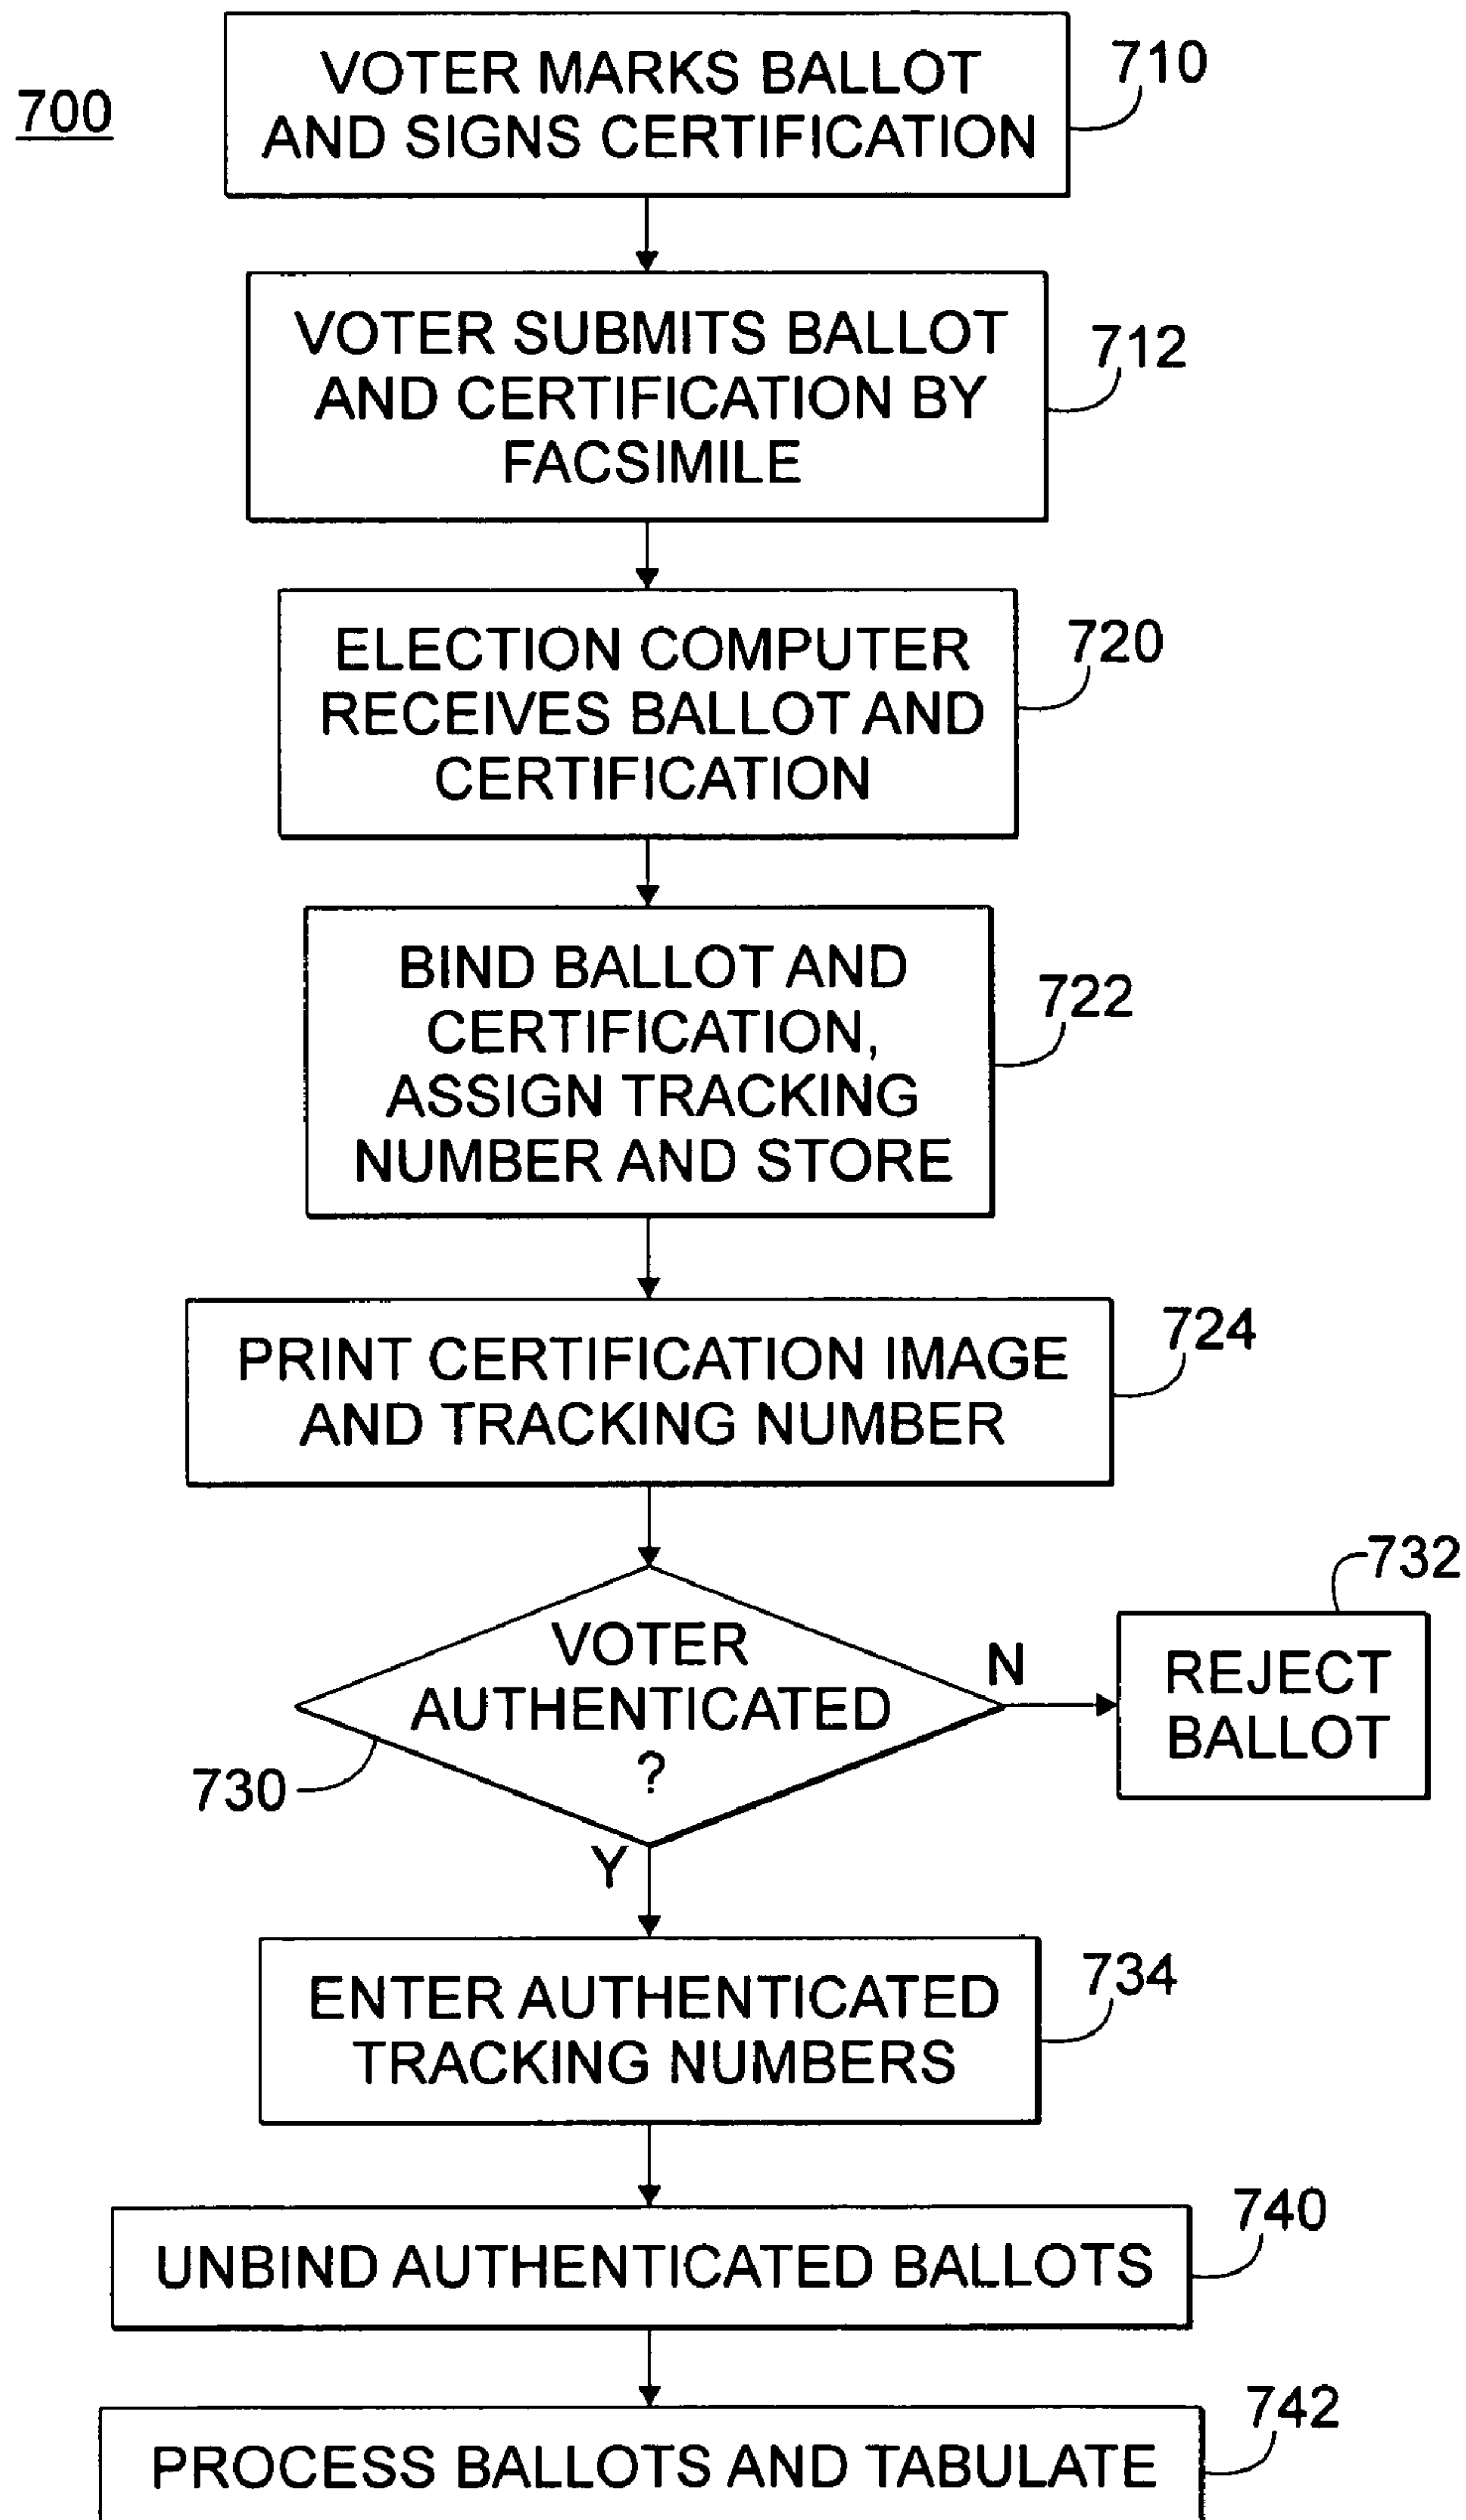 700
VOTER MARKS BALLOT
AND SIGNS CERTIFICATION
710
VOTER SUBMITS BALLOT
AND CERTIFICATION BY
FACSIMILE
712
ELECTION COMPUTER
RECEIVES BALLOT AND
CERTIFICATION
720
BIND BALLOT AND
CERTIFICATION,
ASSIGN TRACKING
NUMBER AND STORE
722
PRINT CERTIFICATION IMAGE
AND TRACKING NUMBER
724
VOTER
AUTHENTICATED
?
730
N
732
REJECT
BALLOT
Y
ENTER AUTHENTICATED
TRACKING NUMBERS
734
UNBIND AUTHENTICATED BALLOTS
740
PROCESS BALLOTS AND TABULATE
742